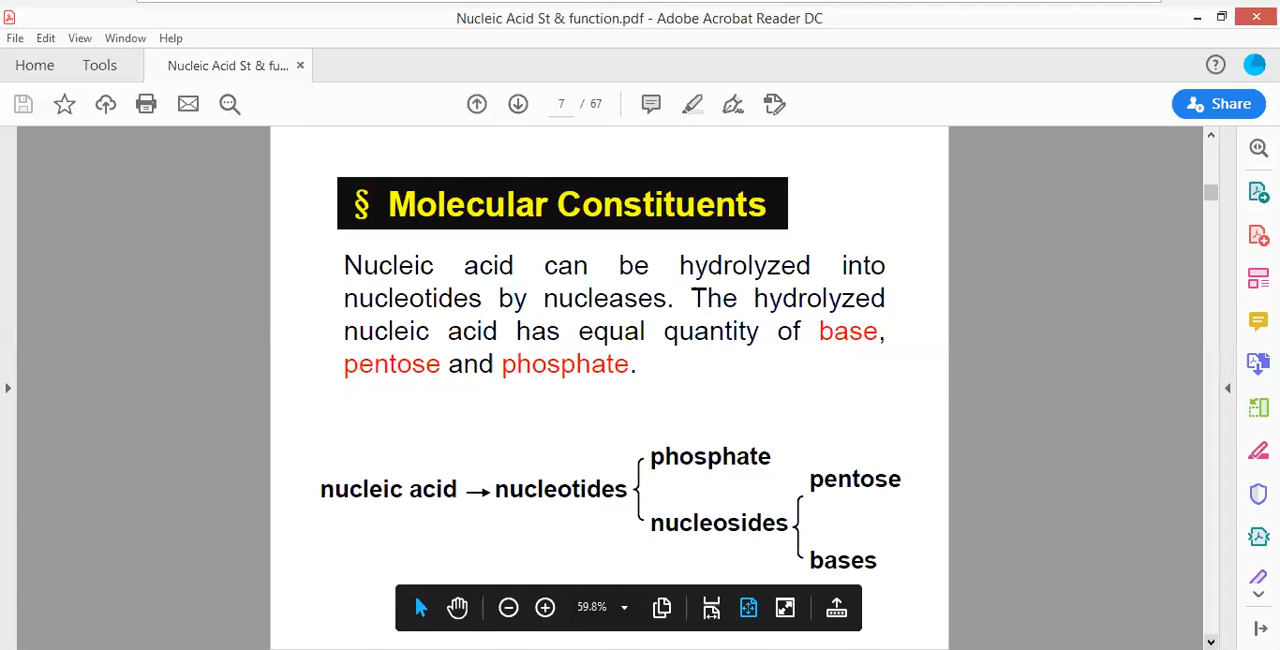 Nucleic Acid St & function.pdf - Adobe Acrobat Reader DC
File Edit View Window Help
Home Tools Nucleic Acid St & fu... ×
7 / 67
Share
§ Molecular Constituents
Nucleic acid can be hydrolyzed into
nucleotides by nucleases. The hydrolyzed
nucleic acid has equal quantity of base,
pentose and phosphate.
phosphate
pentose
nucleic acid → nucleotides
nucleosides
bases
59.8%